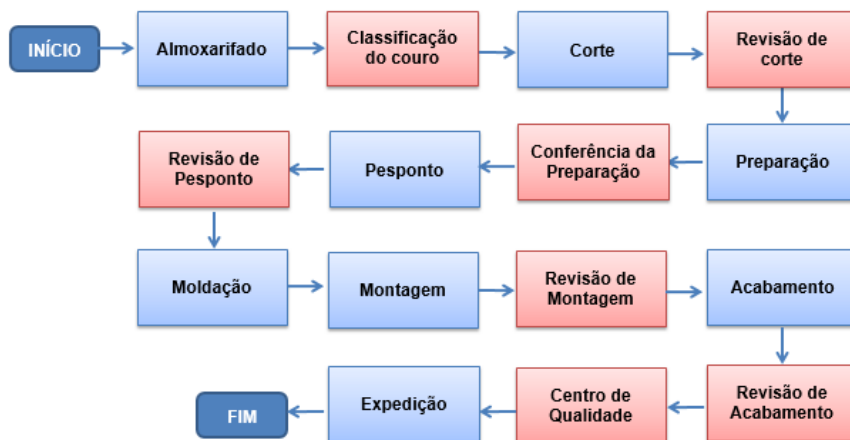 INÍCIO
Almoxarifado
Classificação
do couro
Corte
Revisão de
corte
Preparação
Conferência da
Preparação
Pesponto
Revisão de
Pesponto
Moldação
Montagem
Revisão de
Montagem
Acabamento
Revisão de
Acabamento
Centro de
Qualidade
Expedição
FIM